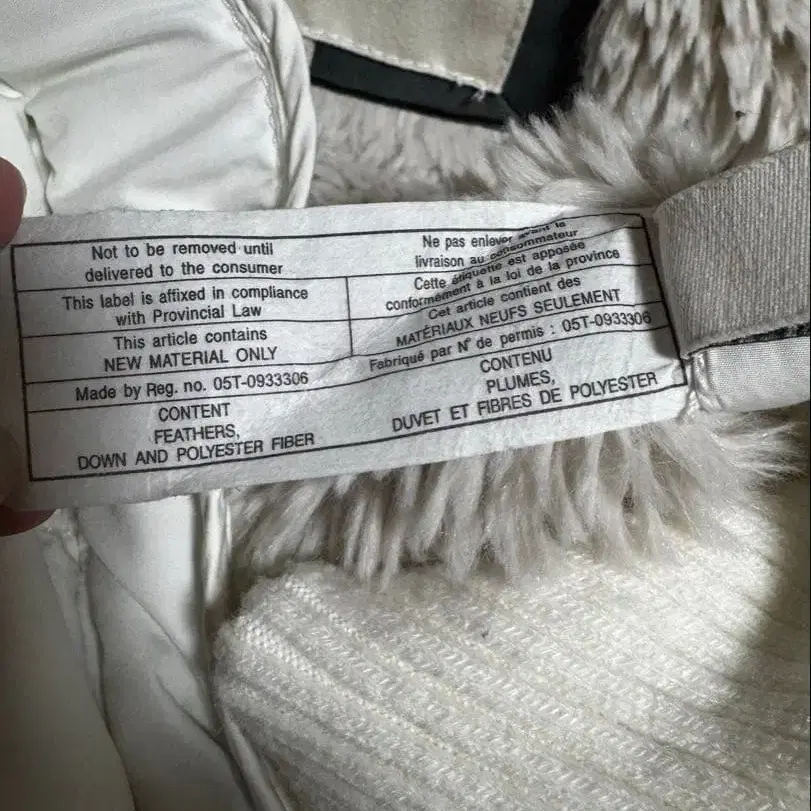 Not to be removed until
delivered to the consumer
This label is affixed in compliance
with Provincial Law
This article contains
NEW MATERIAL ONLY
Made by Reg. no. 05T-0933306
CONTENT
FEATHERS,
DOWN AND POLYESTER FIBER
Ne pas enlever avant la
livraison au consommateur
Cette étiquette est apposée
conformément à la loi de la province
Cet article contient des
MATÉRIAUX NEUFS SEULEMENT
Fabriqué par N° de permis : 05T-0933306
CONTENU
PLUMES,
DUVET ET FIBRES DE POLYESTER